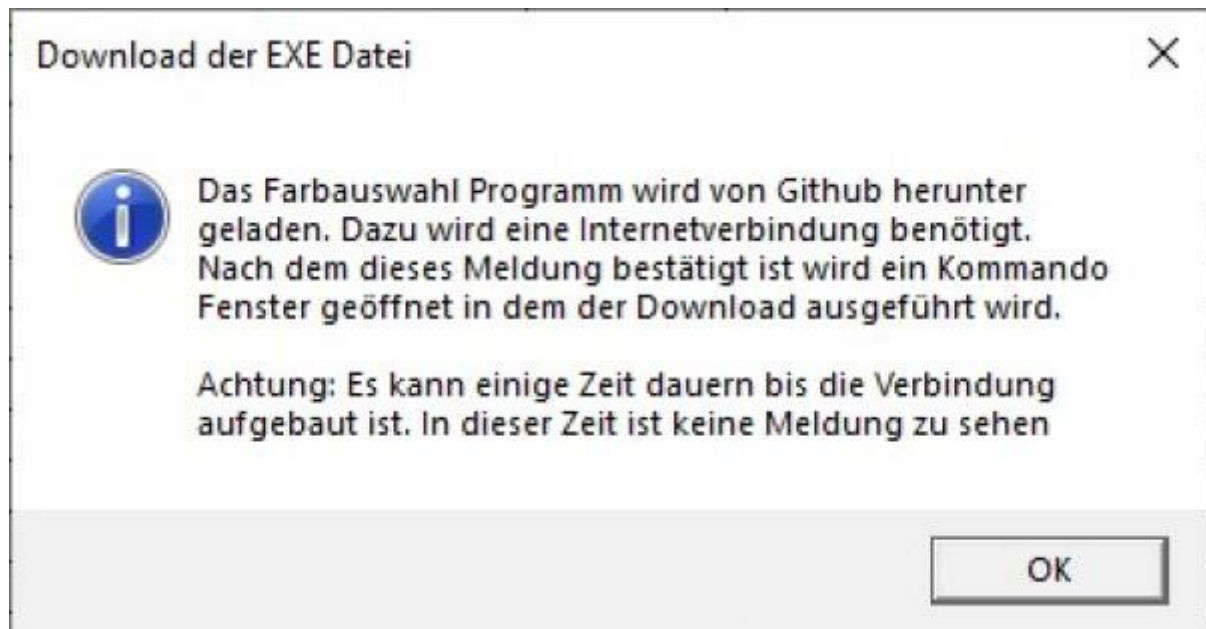 Download der EXE Datei
Das Farbauswahl Programm wird von Github herunter
geladen. Dazu wird eine Internetverbindung benötigt.
Nach dem dieses Meldung bestätigt ist wird ein Kommando
Fenster geöffnet in dem der Download ausgeführt wird.
Achtung: Es kann einige Zeit dauern bis die Verbindung
aufgebaut ist. In dieser Zeit ist keine Meldung zu sehen
OK